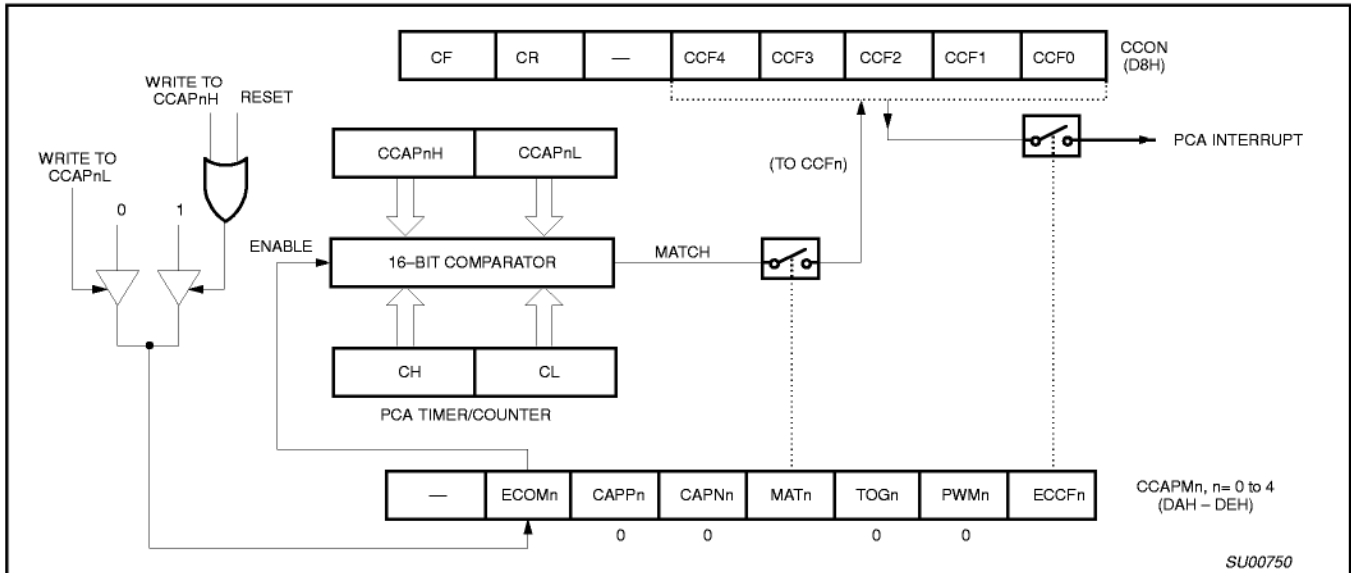 CF CR — CCF4 CCF3 CCF2 CCF1 CCF0
CCON
(D8H)
WRITE TO
CCAPnH
RESET
WRITE TO
CCAPnL
0 1
CCAPnH CCAPnL
(TO CCFn)
PCA INTERRUPT
ENABLE
16–BIT COMPARATOR
MATCH
CH CL
PCA TIMER/COUNTER
— ECOMn CAPPn CAPNn MATn TOGn PWMn ECCFn
CCAPMn, n= 0 to 4
(DAH – DEH)
0 0 0 0
SU00750